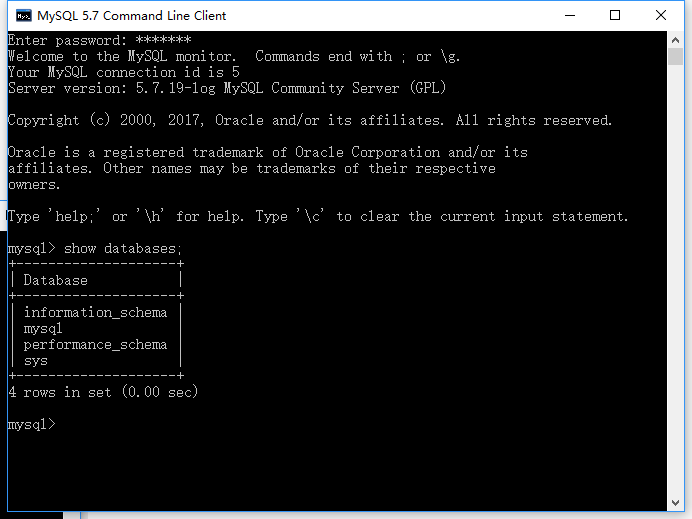 MySQL 5.7 Command Line Client
Enter password: *******
Welcome to the MySQL monitor.  Commands end with ; or \g.
Your MySQL connection id is 5
Server version: 5.7.19-log MySQL Community Server (GPL)
Copyright (c) 2000, 2017, Oracle and/or its affiliates. All rights reserved.
Oracle is a registered trademark of Oracle Corporation and/or its
affiliates. Other names may be trademarks of their respective
owners.
Type 'help;' or '\h' for help. Type '\c' to clear the current input statement.
mysql> show databases;
+--------------------+
| Database           |
+--------------------+
| information_schema |
| mysql              |
| performance_schema |
| sys                |
+--------------------+
4 rows in set (0.00 sec)
mysql>